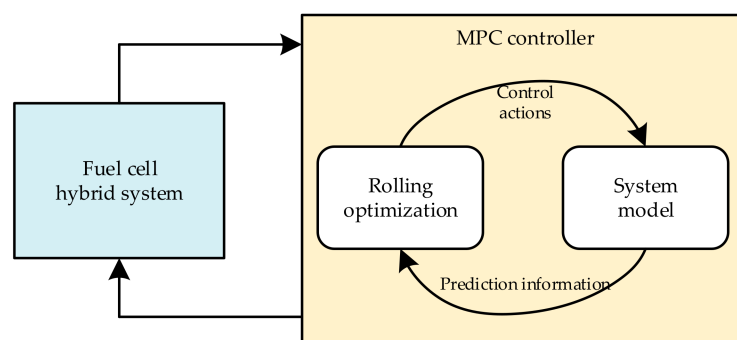 MPC controller
Control
actions
Fuel cell
hybrid system
Rolling
optimization
System
model
Prediction information